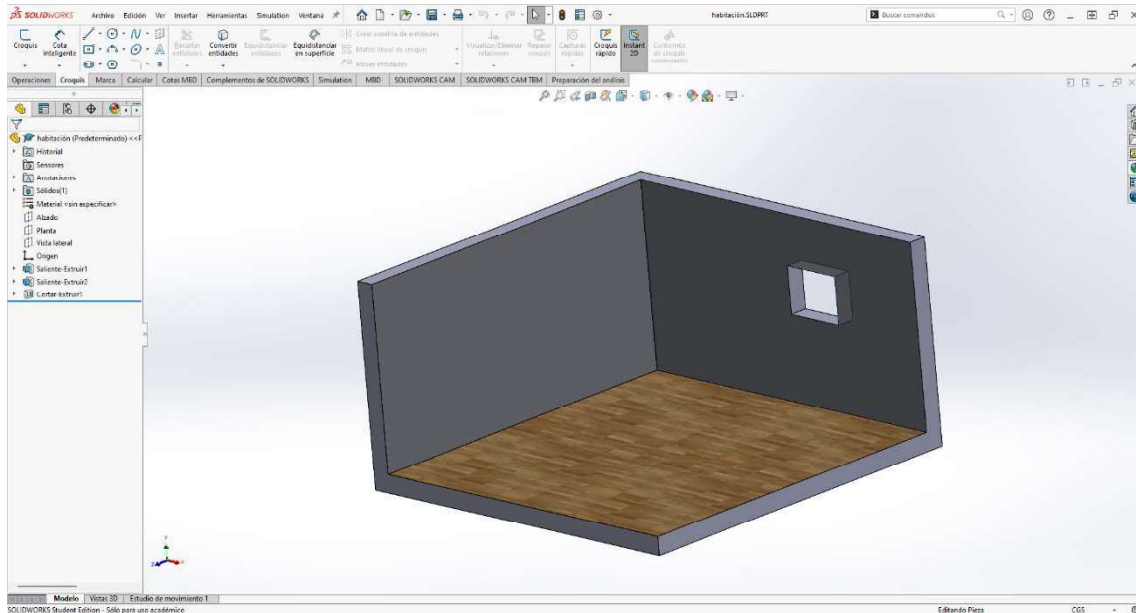 SOLIDWORKS Archivo Edición Ver Insertar Herramientas Simulation Ventana habitación.SLDPRT Buscar comandos
Croquis Cota inteligente Recortar entidades Convertir entidades Equidistanciar entidades Equidistanciar en superficie Crear simetría de entidades Matriz lineal de croquis Mover entidades Visualizar/Eliminar relaciones Reparar croquis Capturas rápidas Croquis rápido Instant 2D Contornos de croquis
Operaciones Croquis Marca Calcular Cotas MBD Complementos de SOLIDWORKS Simulation MBD SOLIDWORKS CAM SOLIDWORKS CAM TBM Preparación del análisis
habitación (Predeterminado) <<F
Historial
Sensores
Anotaciones
Sólidos(1)
Material <sin especificar>
Alzado
Planta
Vista lateral
Origen
Saliente-Extruir1
Saliente-Extruir2
Cortar-Extruir1
Modelo Vistas 3D Estudio de movimiento 1
SOLIDWORKS Student Edition - Sólo para uso académico Editando Pieza CGS